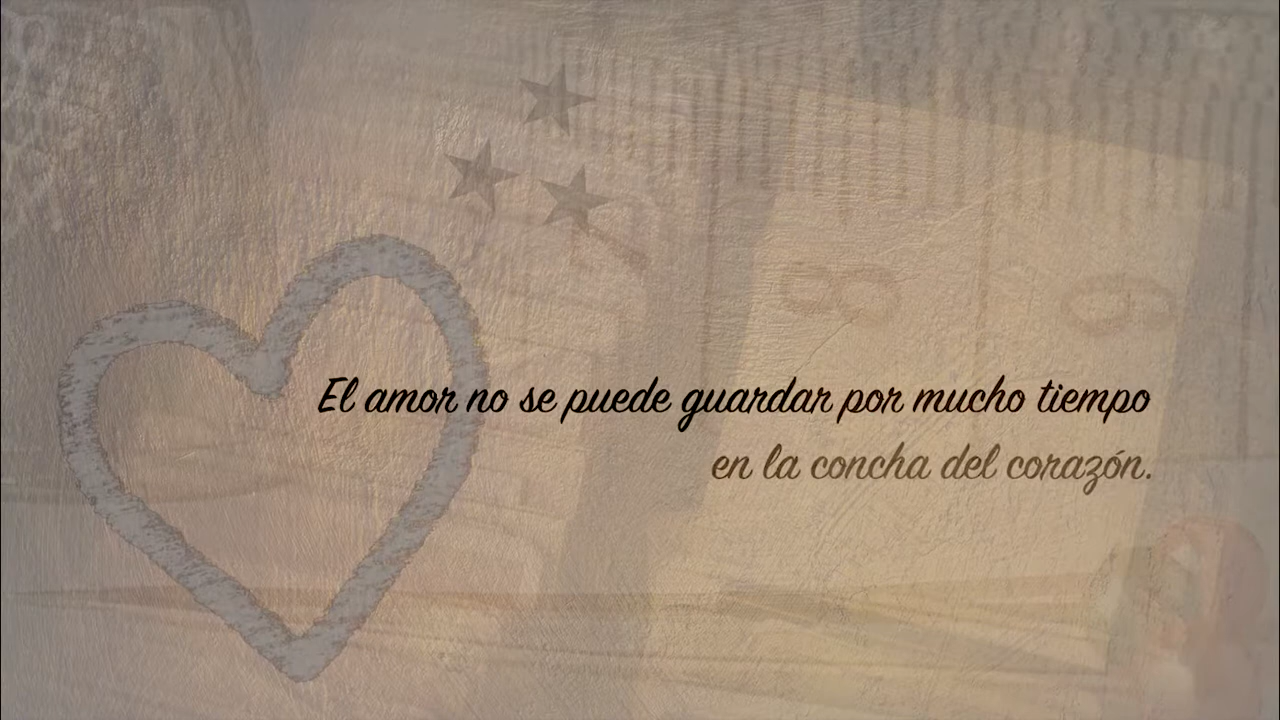 El amor no se puede guardar por mucho tiempo
en la concha del corazón.